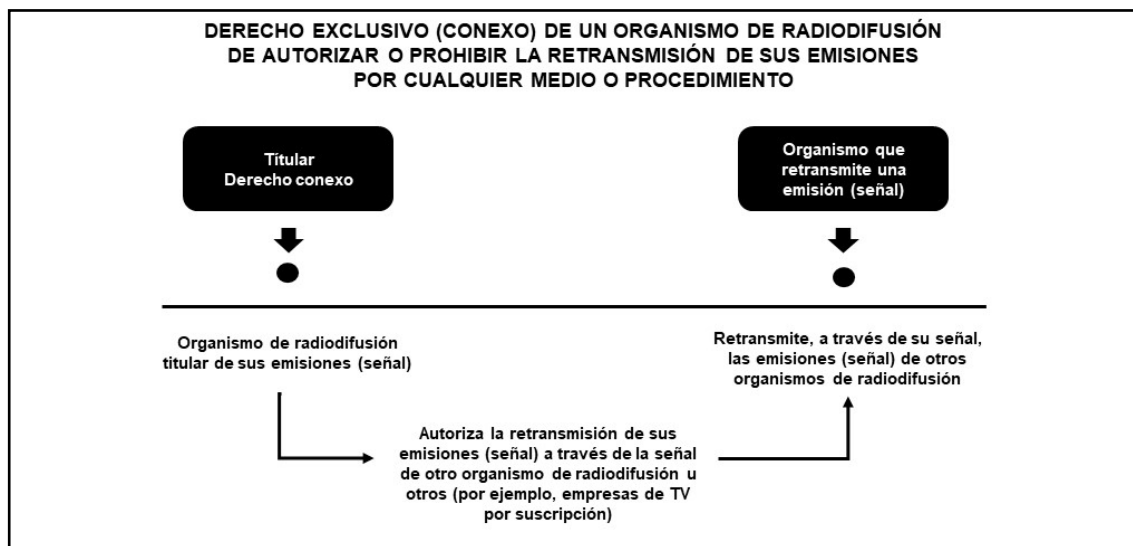 DERECHO EXCLUSIVO (CONEXO) DE UN ORGANISMO DE RADIODIFUSIÓN
DE AUTORIZAR O PROHIBIR LA RETRANSMISIÓN DE SUS EMISIONES
POR CUALQUIER MEDIO O PROCEDIMIENTO
Títular
Derecho conexo
Organismo que
retransmite una
emisión (señal)
Organismo de radiodifusión
titular de sus emisiones (señal)
Retransmite, a través de su señal,
las emisiones (señal) de otros
organismos de radiodifusión
Autoriza la retransmisión de sus
emisiones (señal) a través de la señal
de otro organismo de radiodifusión u
otros (por ejemplo, empresas de TV
por suscripción)